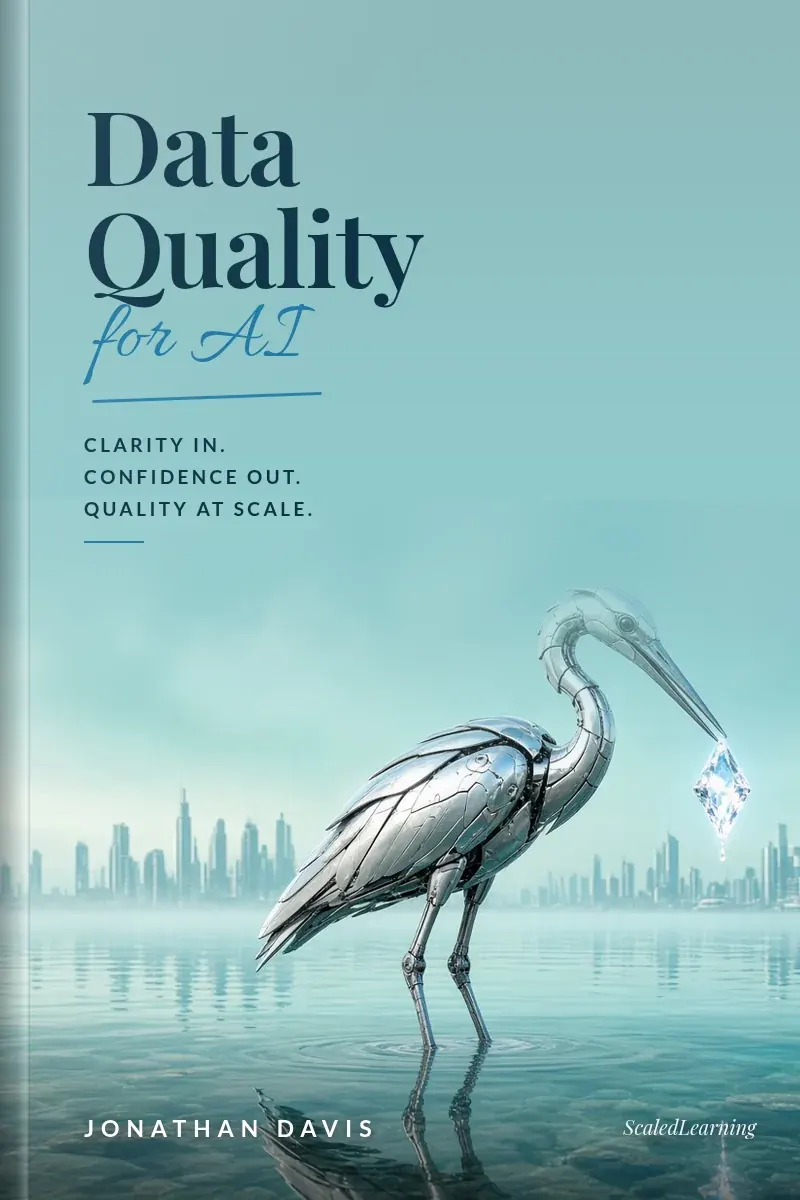 Data
Quality
for AI
CLARITY IN.
CONFIDENCE OUT.
QUALITY AT SCALE.
JONATHAN DAVIS
ScaledLearning